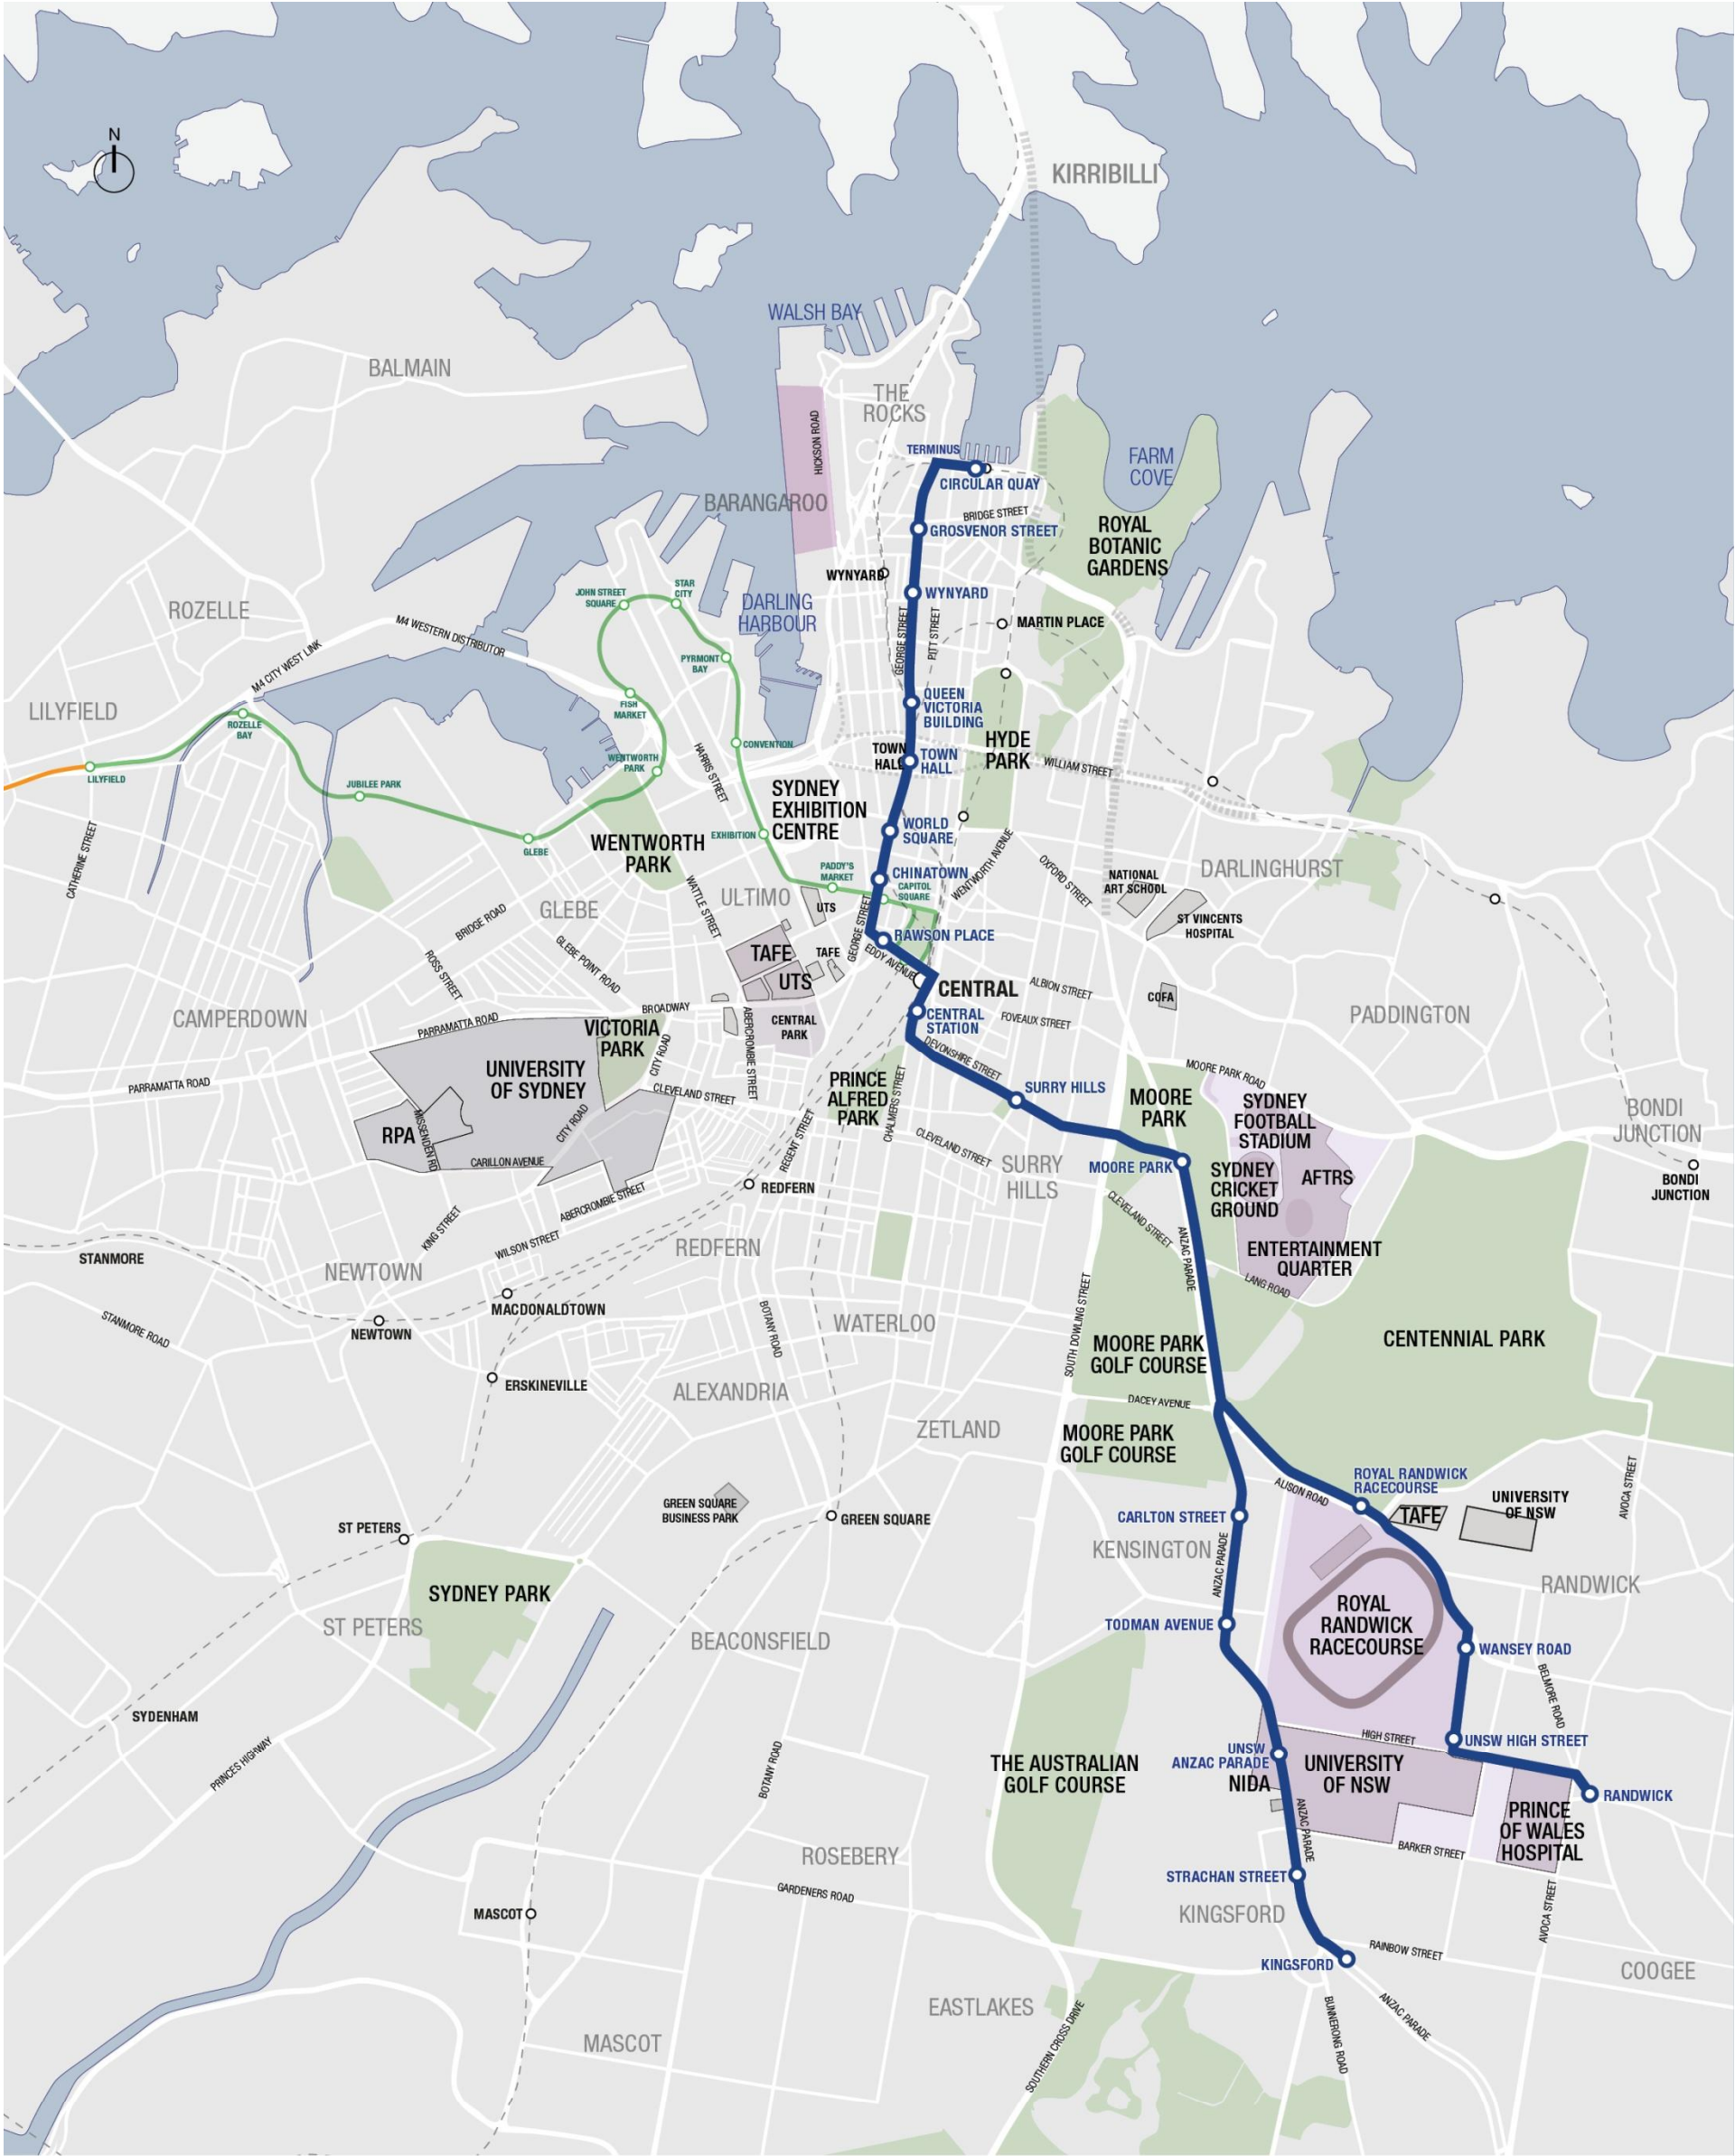 N
KIRRIBILLI
WALSH BAY
BALMAIN
THE
ROCKS
HICKSON ROAD
TERMINUS
CIRCULAR QUAY
FARM
COVE
BARANGAROO
BRIDGE STREET
GROSVENOR STREET
ROYAL
BOTANIC
GARDENS
WYNYARD
WYNYARD
JOHN STREET
SQUARE
STAR
CITY
DARLING
HARBOUR
ROZELLE
M4 WESTERN DISTRIBUTOR
GEORGE STREET
PITT STREET
MARTIN PLACE
M4 CITY WEST LINK
PYRMONT
BAY
LILYFIELD
ROZELLE
BAY
FISH
MARKET
QUEEN
VICTORIA
BUILDING
CONVENTION
HARRIS STREET
TOWN
HALL
TOWN
HALL
HYDE
PARK
WILLIAM STREET
WENTWORTH
PARK
LILYFIELD
JUBILEE PARK
SYDNEY
EXHIBITION
CENTRE
EXHIBITION
WORLD
SQUARE
CATHERINE STREET
GLEBE
WENTWORTH
PARK
WENTWORTH AVENUE
OXFORD STREET
NATIONAL
ART SCHOOL
DARLINGHURST
PADDY'S
MARKET
CHINATOWN
CAPITOL
SQUARE
WATTLE STREET
ULTIMO
UTS
GEORGE STREET
GLEBE
BRIDGE ROAD
ST VINCENTS
HOSPITAL
RAWSON PLACE
EDDY AVENUE
ROSS STREET
GLEBE POINT ROAD
TAFE
TAFE
UTS
CENTRAL
ALBION STREET
COFA
CAMPERDOWN
PARRAMATTA ROAD
BROADWAY
ABERCROMBIE STREET
CENTRAL
PARK
CENTRAL
STATION
FOVEAUX STREET
PADDINGTON
VICTORIA
PARK
CITY ROAD
DEVONSHIRE STREET
UNIVERSITY
OF SYDNEY
PARRAMATTA ROAD
CLEVELAND STREET
PRINCE
ALFRED
PARK
CHALMERS STREET
SURRY HILLS
MOORE
PARK
MOORE PARK ROAD
SYDNEY
FOOTBALL
STADIUM
BONDI
JUNCTION
RPA
MISSENDEN RD
CITY ROAD
CARILLON AVENUE
REGENT STREET
CLEVELAND STREET
SURRY
HILLS
MOORE PARK
SYDNEY
CRICKET
GROUND
AFTRS
BONDI
JUNCTION
REDFERN
ABERCROMBIE STREET
KING STREET
WILSON STREET
CLEVELAND STREET
ANZAC PARADE
STANMORE
REDFERN
ENTERTAINMENT
QUARTER
LANG ROAD
NEWTOWN
MACDONALDTOWN
STANMORE ROAD
NEWTOWN
BOTANY ROAD
WATERLOO
SOUTH DOWLING STREET
MOORE PARK
GOLF COURSE
CENTENNIAL PARK
ERSKINEVILLE
ALEXANDRIA
DACEY AVENUE
ZETLAND
MOORE PARK
GOLF COURSE
ALISON ROAD
ROYAL RANDWICK
RACECOURSE
AVOCA STREET
GREEN SQUARE
BUSINESS PARK
GREEN SQUARE
CARLTON STREET
TAFE
UNIVERSITY
OF NSW
ST PETERS
KENSINGTON
ANZAC PARADE
SYDNEY PARK
RANDWICK
ST PETERS
BEACONSFIELD
TODMAN AVENUE
ROYAL
RANDWICK
RACECOURSE
WANSEY ROAD
BELMORE ROAD
SYDENHAM
PRINCES HIGHWAY
BOTANY ROAD
HIGH STREET
UNSW HIGH STREET
THE AUSTRALIAN
GOLF COURSE
UNSW
ANZAC PARADE
NIDA
UNIVERSITY
OF NSW
RANDWICK
ANZAC PARADE
PRINCE
OF WALES
HOSPITAL
BARKER STREET
ROSEBERY
GARDENERS ROAD
STRACHAN STREET
MASCOT
KINGSFORD
AVOCA STREET
RAINBOW STREET
KINGSFORD
COOGEE
EASTLAKES
SOUTHERN CROSS DRIVE
BUNNERONG ROAD
ANZAC PARADE
MASCOT